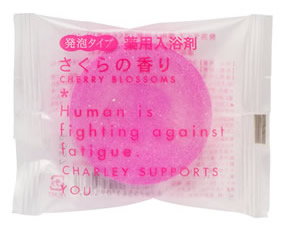 発泡タイプ 薬用入浴剤
さくらの香り
CHERRY BLOSSOMS
*
Human is
fighting against
fatigue.
CHARLEY SUPPORTS
YOU.